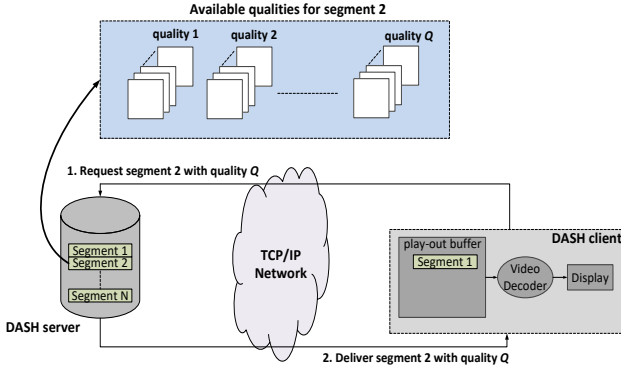 Available qualities for segment 2
quality 1
quality 2
quality Q
1. Request segment 2 with quality Q
Segment 1
Segment 2
Segment N
DASH server
TCP/IP
Network
DASH client
play-out buffer
Segment 1
Video
Decoder
Display
2. Deliver segment 2 with quality Q